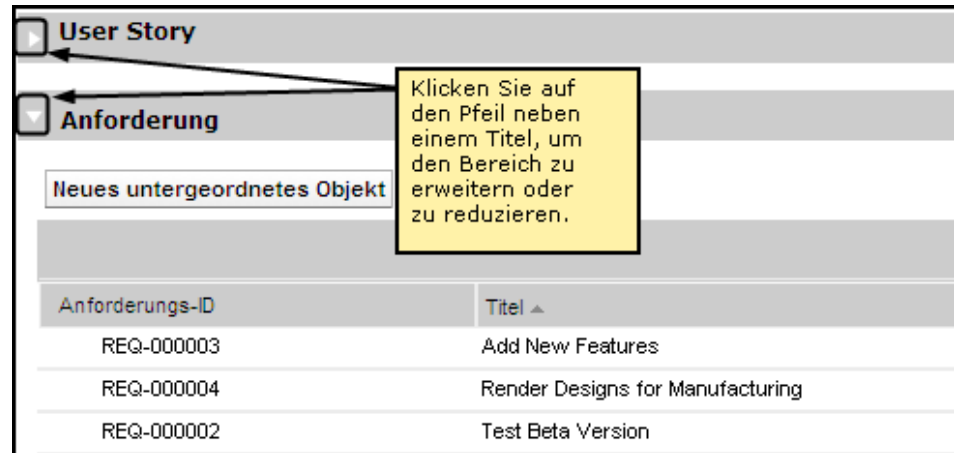 User Story
Anforderung
Klicken Sie auf
den Pfeil neben
einem Titel, um
den Bereich zu
erweitern oder
zu reduzieren.
Neues untergeordnetes Objekt
Anforderungs-ID Titel
REQ-000003 Add New Features
REQ-000004 Render Designs for Manufacturing
REQ-000002 Test Beta Version